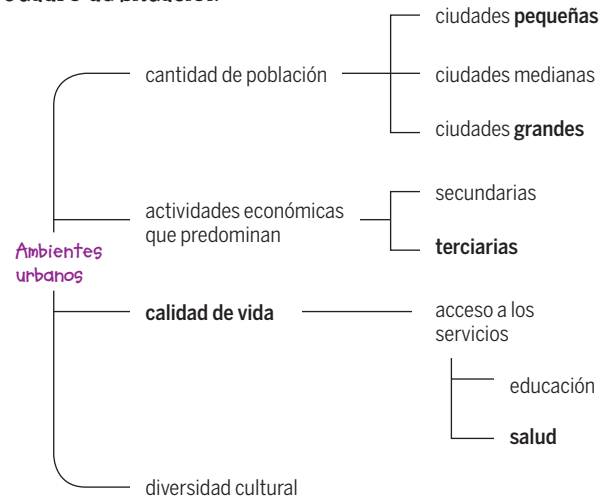 ciudades pequeñas
cantidad de población
ciudades medianas
ciudades grandes
secundarias
actividades económicas
que predominan
terciarias
Ambientes
urbanos
calidad de vida
acceso a los
servicios
educación
salud
diversidad cultural